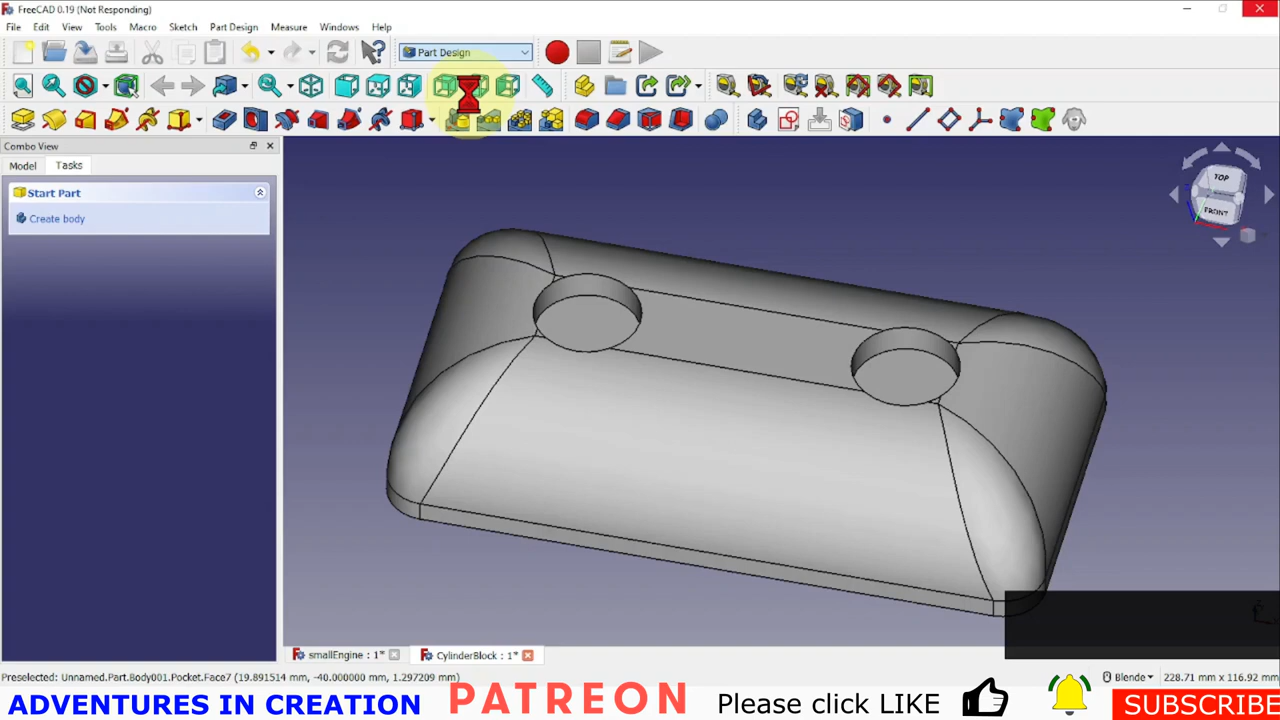 FreeCAD 0.19 (Not Responding)
File Edit View Tools Macro Sketch Part Design Measure Windows Help
Part Design
Combo View
Model Tasks
Start Part
Create body
TOP
FRONT
smallEngine : 1*
CylinderBlock : 1*
Preselected: Unnamed.Part.Body001.Pocket.Face7 (19.891514 mm, -40.000000 mm, 1.297209 mm)
Blende
228.71 mm x 116.92 mm
ADVENTURES IN CREATION PATREON Please click LIKE SUBSCRIBE